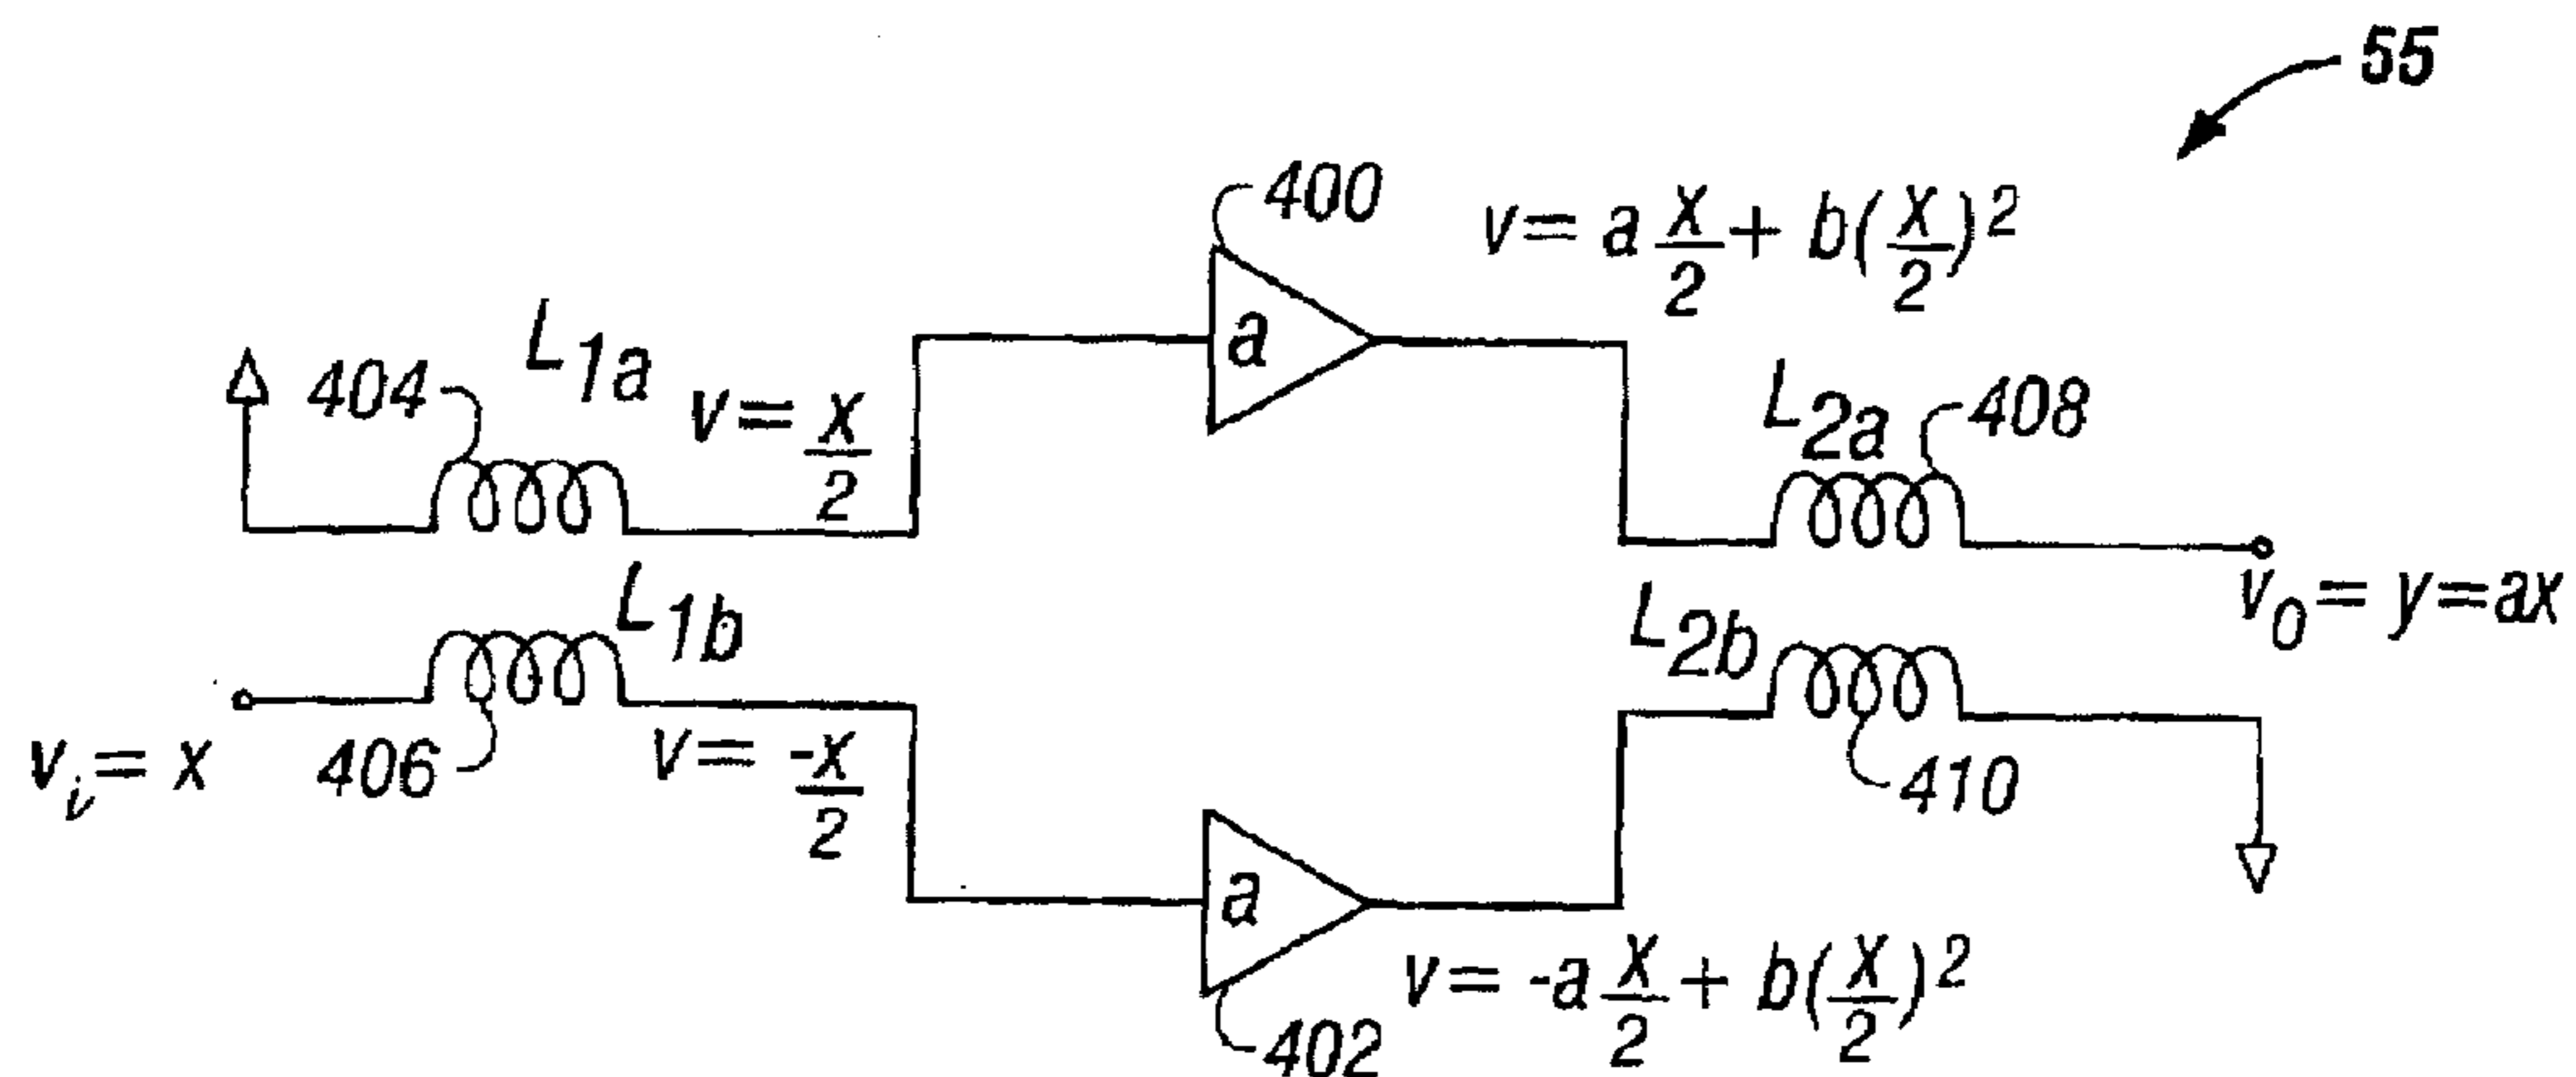 55
400
v = a x/2 + b(x/2)²
L1a
404
v = x/2
L2a
408
L1b
v0 = y = ax
L2b
vi = x
406
v = -x/2
410
a
a
v = -a x/2 + b(x/2)²
402